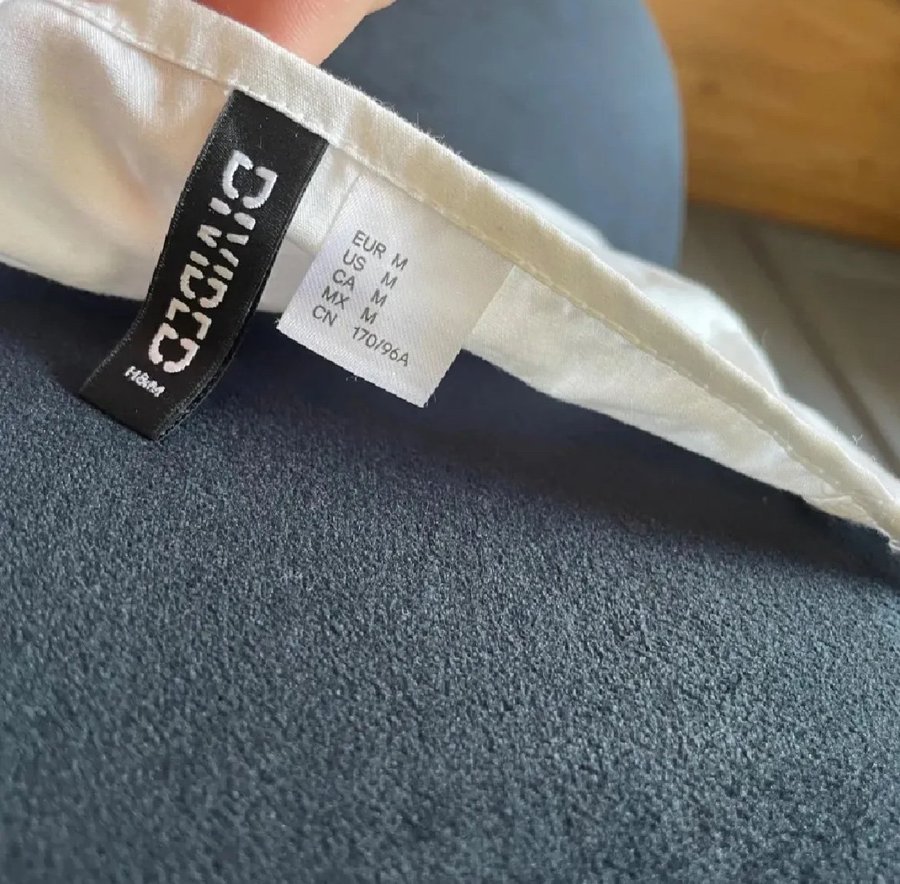 DIVIDED
H&M
EUR M
US M
CA M
MX M
CN 170/96A